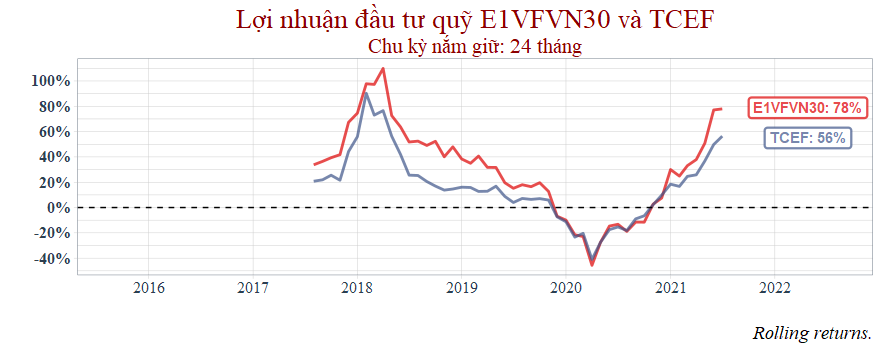 Lợi nhuận đầu tư quỹ E1VFVN30 và TCEF
Chu kỳ nắm giữ: 24 tháng
100%
80%
60%
40%
20%
0%
-20%
-40%
E1VFVN30: 78%
TCEF: 56%
2016 2017 2018 2019 2020 2021 2022
Rolling returns.